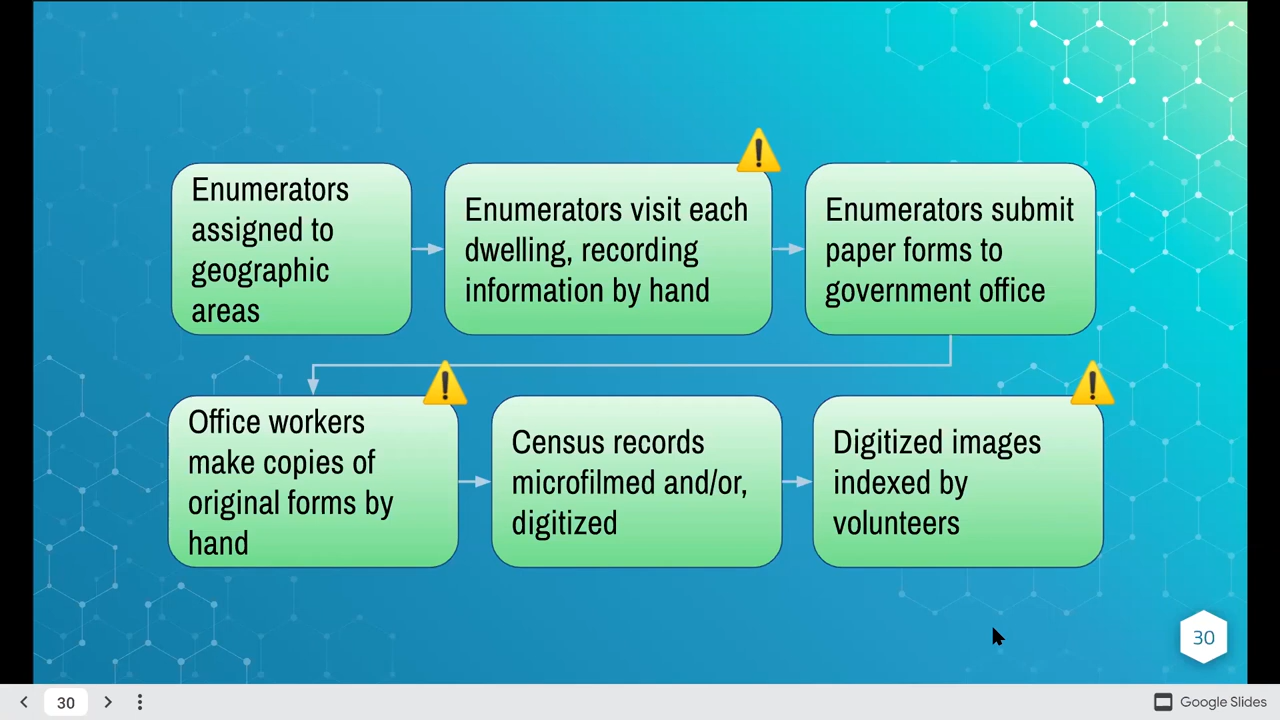 Enumerators
assigned to
geographic
areas
Enumerators visit each
dwelling, recording
information by hand
Enumerators submit
paper forms to
government office
Office workers
make copies of
original forms by
hand
Census records
microfilmed and/or,
digitized
Digitized images
indexed by
volunteers
30
30
Google Slides